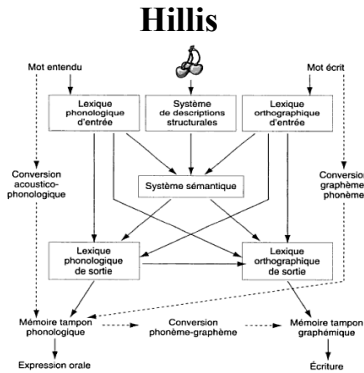 Hillis
Mot entendu
Mot écrit
Lexique
phonologique
d'entrée
Système
de descriptions
structurales
Lexique
orthographique
d'entrée
Conversion
acoustico-
phonologique
Système sémantique
Conversion
graphème
phonème
Lexique
phonologique
de sortie
Lexique
orthographique
de sortie
Mémoire tampon
phonologique
Conversion
phonème-graphème
Mémoire tampon
graphémique
Expression orale
Écriture